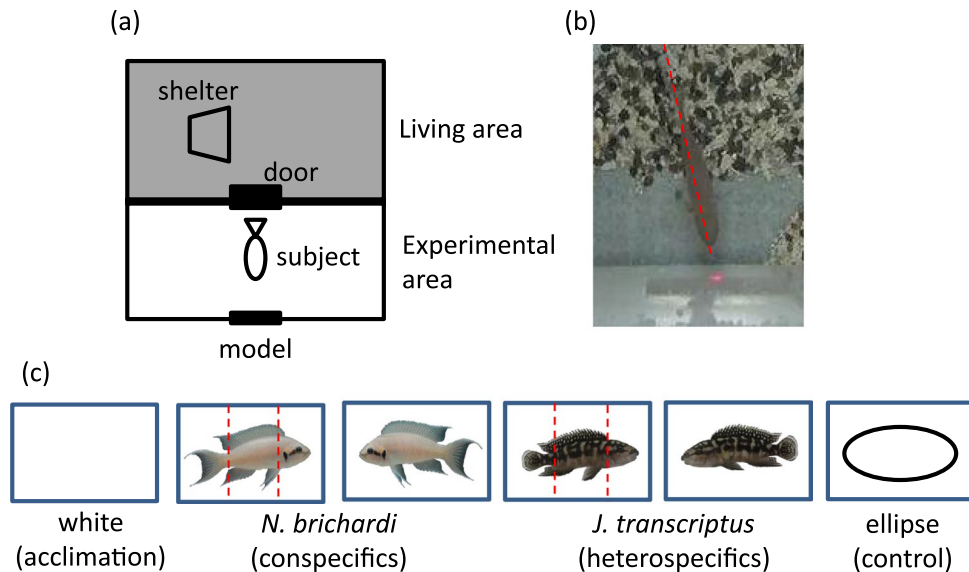 (a)
shelter
Living area
door
subject
Experimental
area
model
(b)
(c)
white
(acclimation)
N. brichardi
(conspecifics)
J. transcriptus
(heterospecifics)
ellipse
(control)